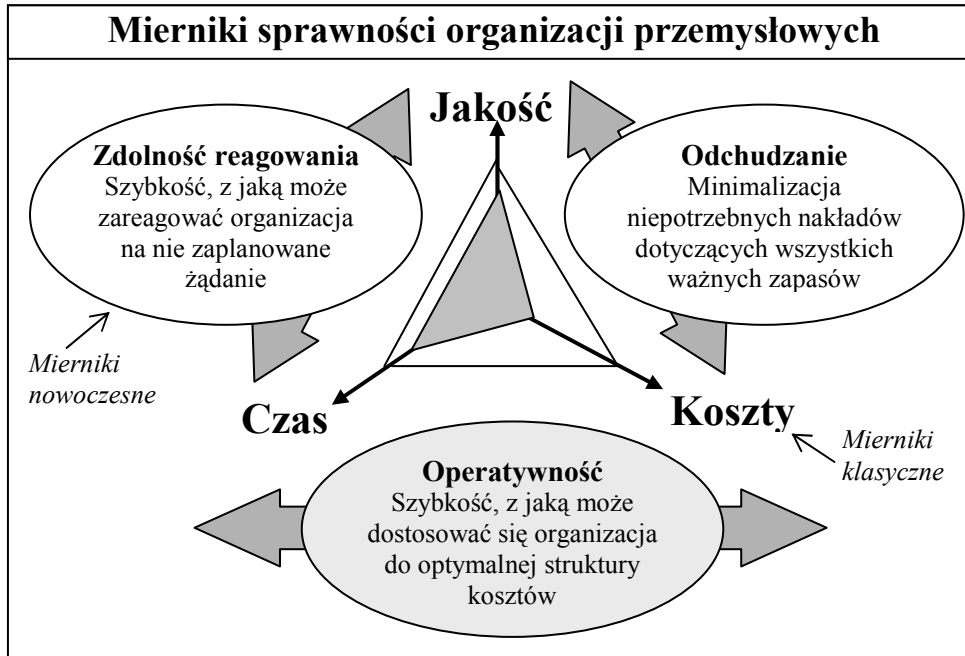 Mierniki sprawności organizacji przemysłowych
Jakość
Zdolność reagowania
Szybkość, z jaką może
zareagować organizacja
na nie zaplanowane
żądanie
Odchudzanie
Minimalizacja
niepotrzebnych nakładów
dotyczących wszystkich
ważnych zapasów
Mierniki
nowoczesne
Czas
Koszty
Mierniki
klasyczne
Operatywność
Szybkość, z jaką może
dostosować się organizacja
do optymalnej struktury
kosztów